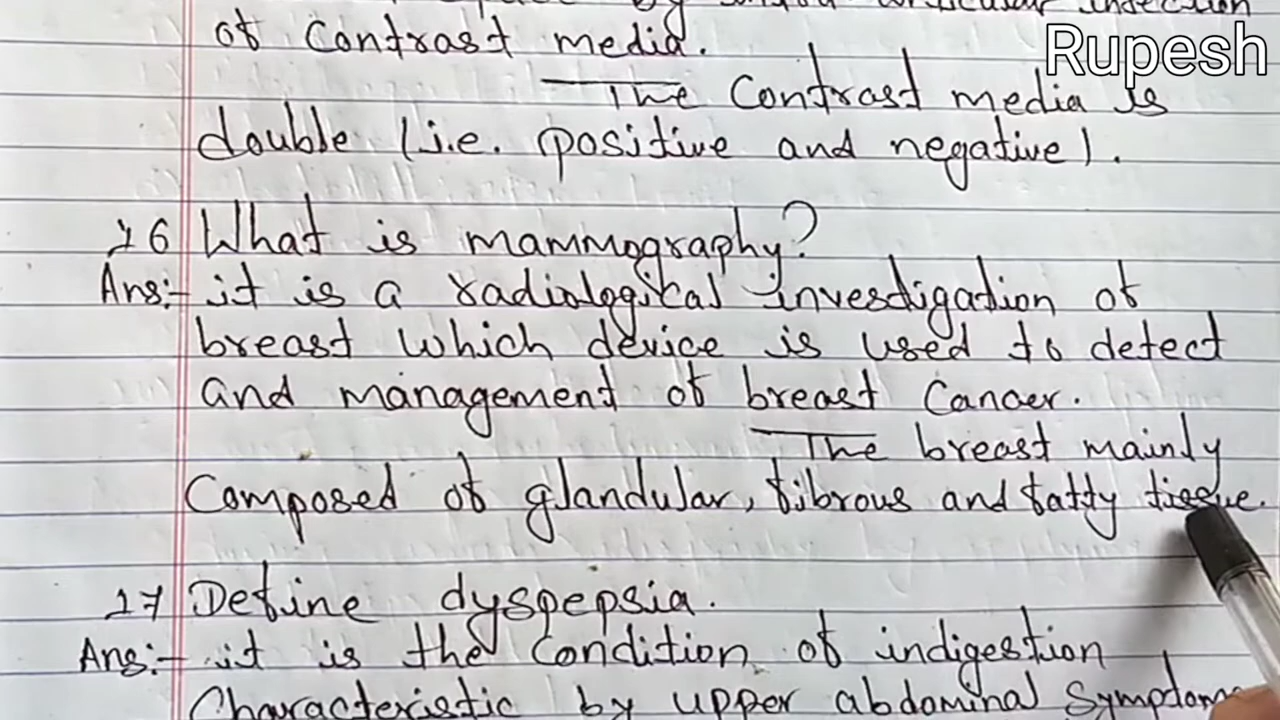 of contrast media.
Rupesh
The contrast media is
double (i.e. positive and negative).
16 What is mammography?
Ans:- it is a radiological investigation of
breast which device is used to detect
and management of breast cancer.
The breast mainly
composed of glandular, fibrous and fatty tissue.
17 Define dyspepsia.
Ans:- it is the condition of indigestion
characteristic by upper abdominal symptoms